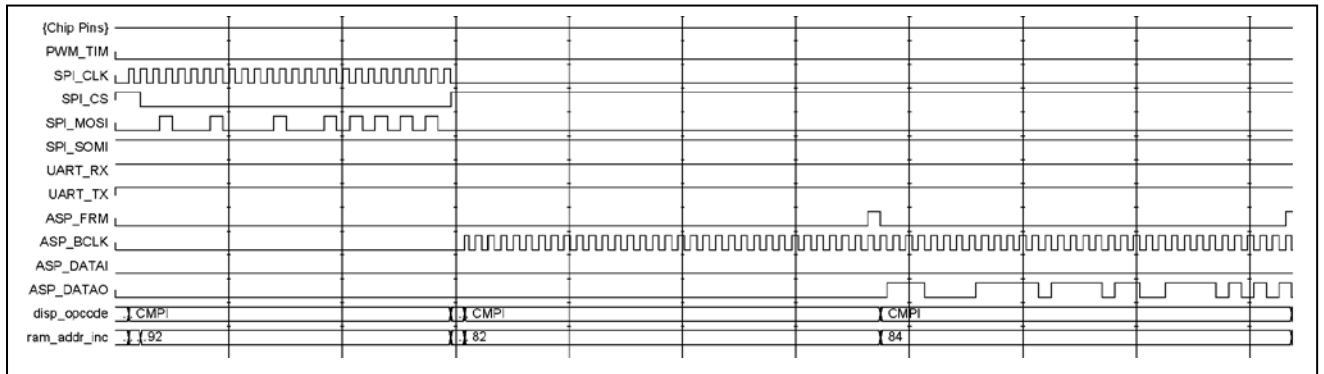 {Chip Pins}
PWM_TIM
SPI_CLK
SPI_CS
SPI_MOSI
SPI_SOMI
UART_RX
UART_TX
ASP_FRM
ASP_BCLK
ASP_DATAI
ASP_DATAO
disp_opcode CMPI CMPI CMPI
ram_addr_inc .92 82 84